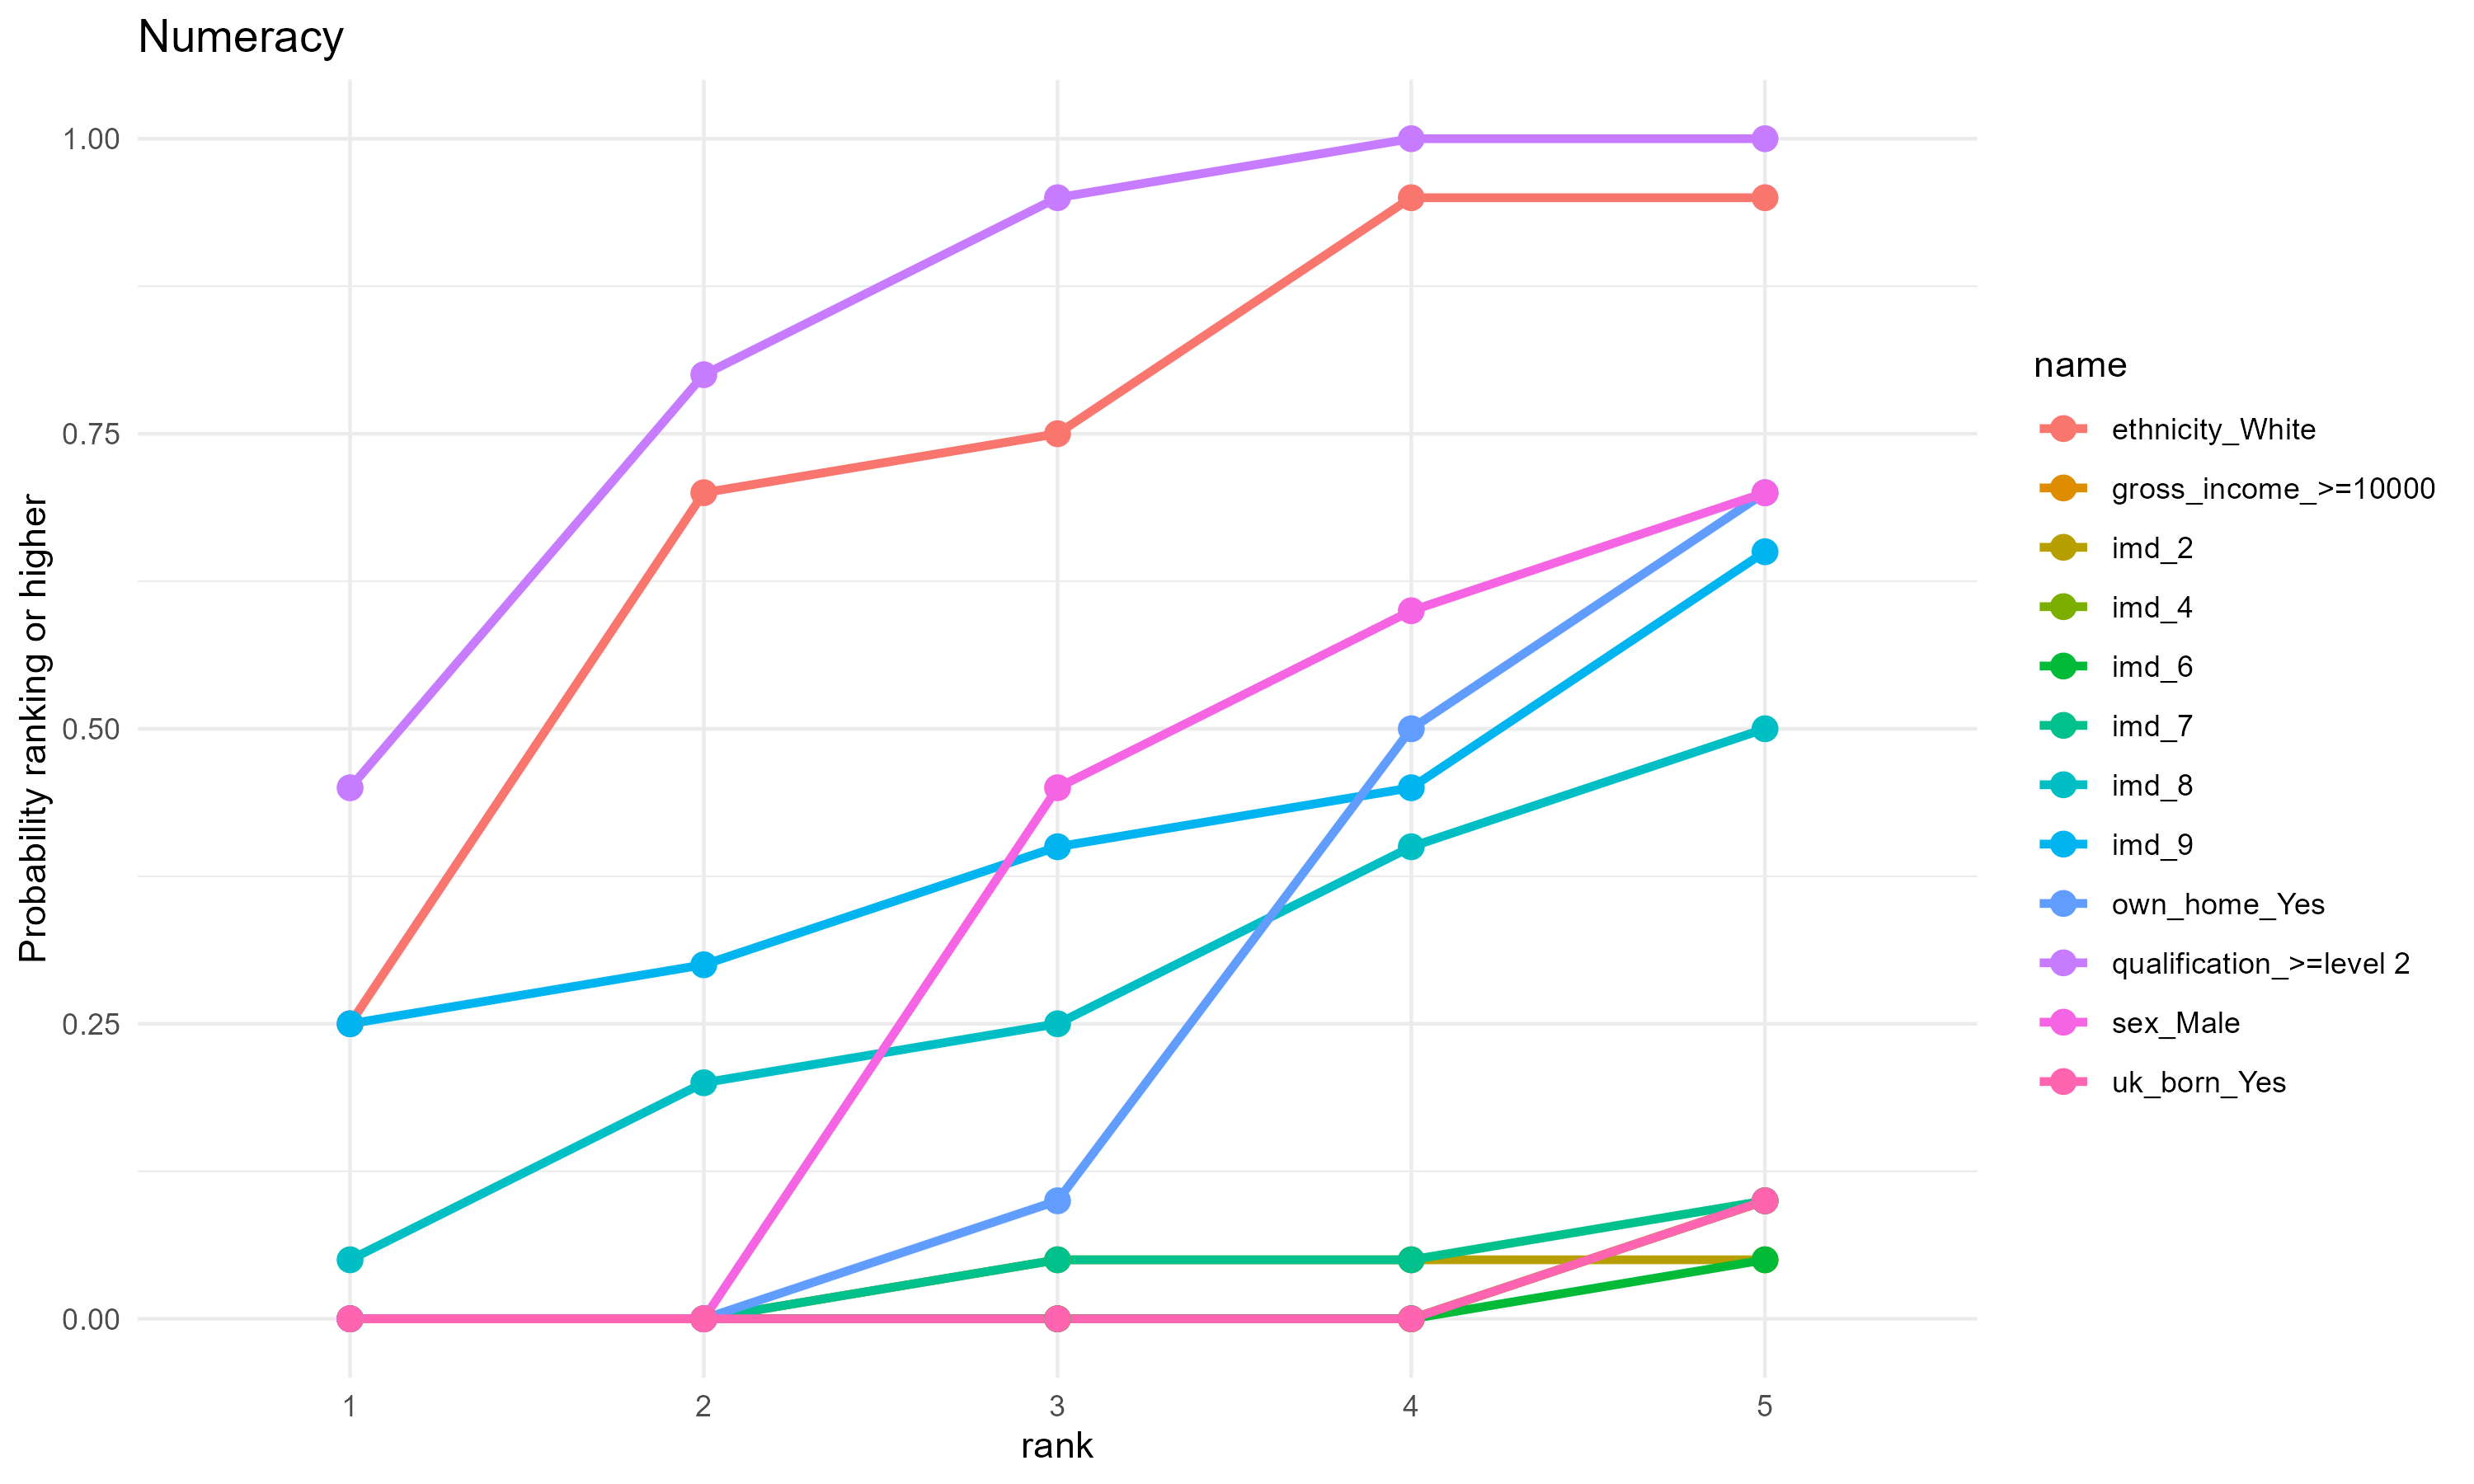 Numeracy
Probability ranking or higher
1.00
0.75
0.50
0.25
0.00
1 2 3 4 5
rank
name
ethnicity_White
gross_income_>=10000
imd_2
imd_4
imd_6
imd_7
imd_8
imd_9
own_home_Yes
qualification_>=level 2
sex_Male
uk_born_Yes